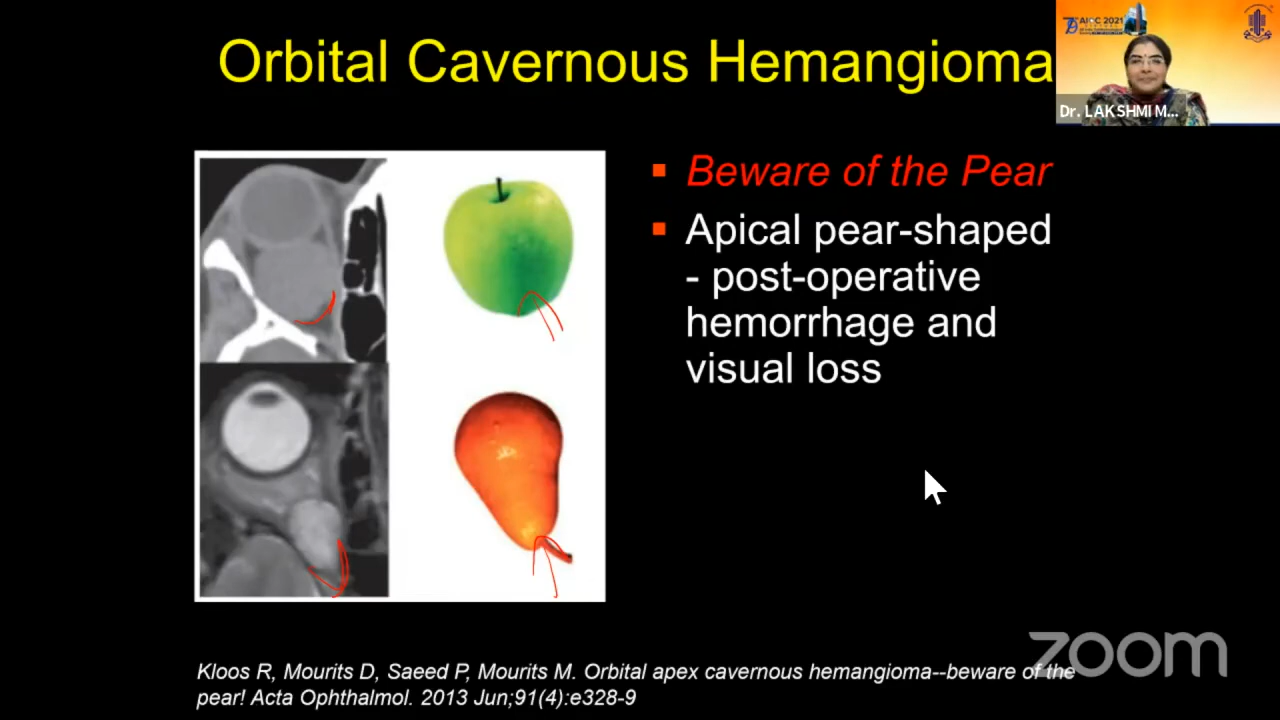 Orbital Cavernous Hemangioma
AIOC 2021
Dr. LAKSHMI M...
Beware of the Pear
Apical pear-shaped
- post-operative
hemorrhage and
visual loss
zoom
Kloos R, Mourits D, Saeed P, Mourits M. Orbital apex cavernous hemangioma--beware of the
pear! Acta Ophthalmol. 2013 Jun;91(4):e328-9